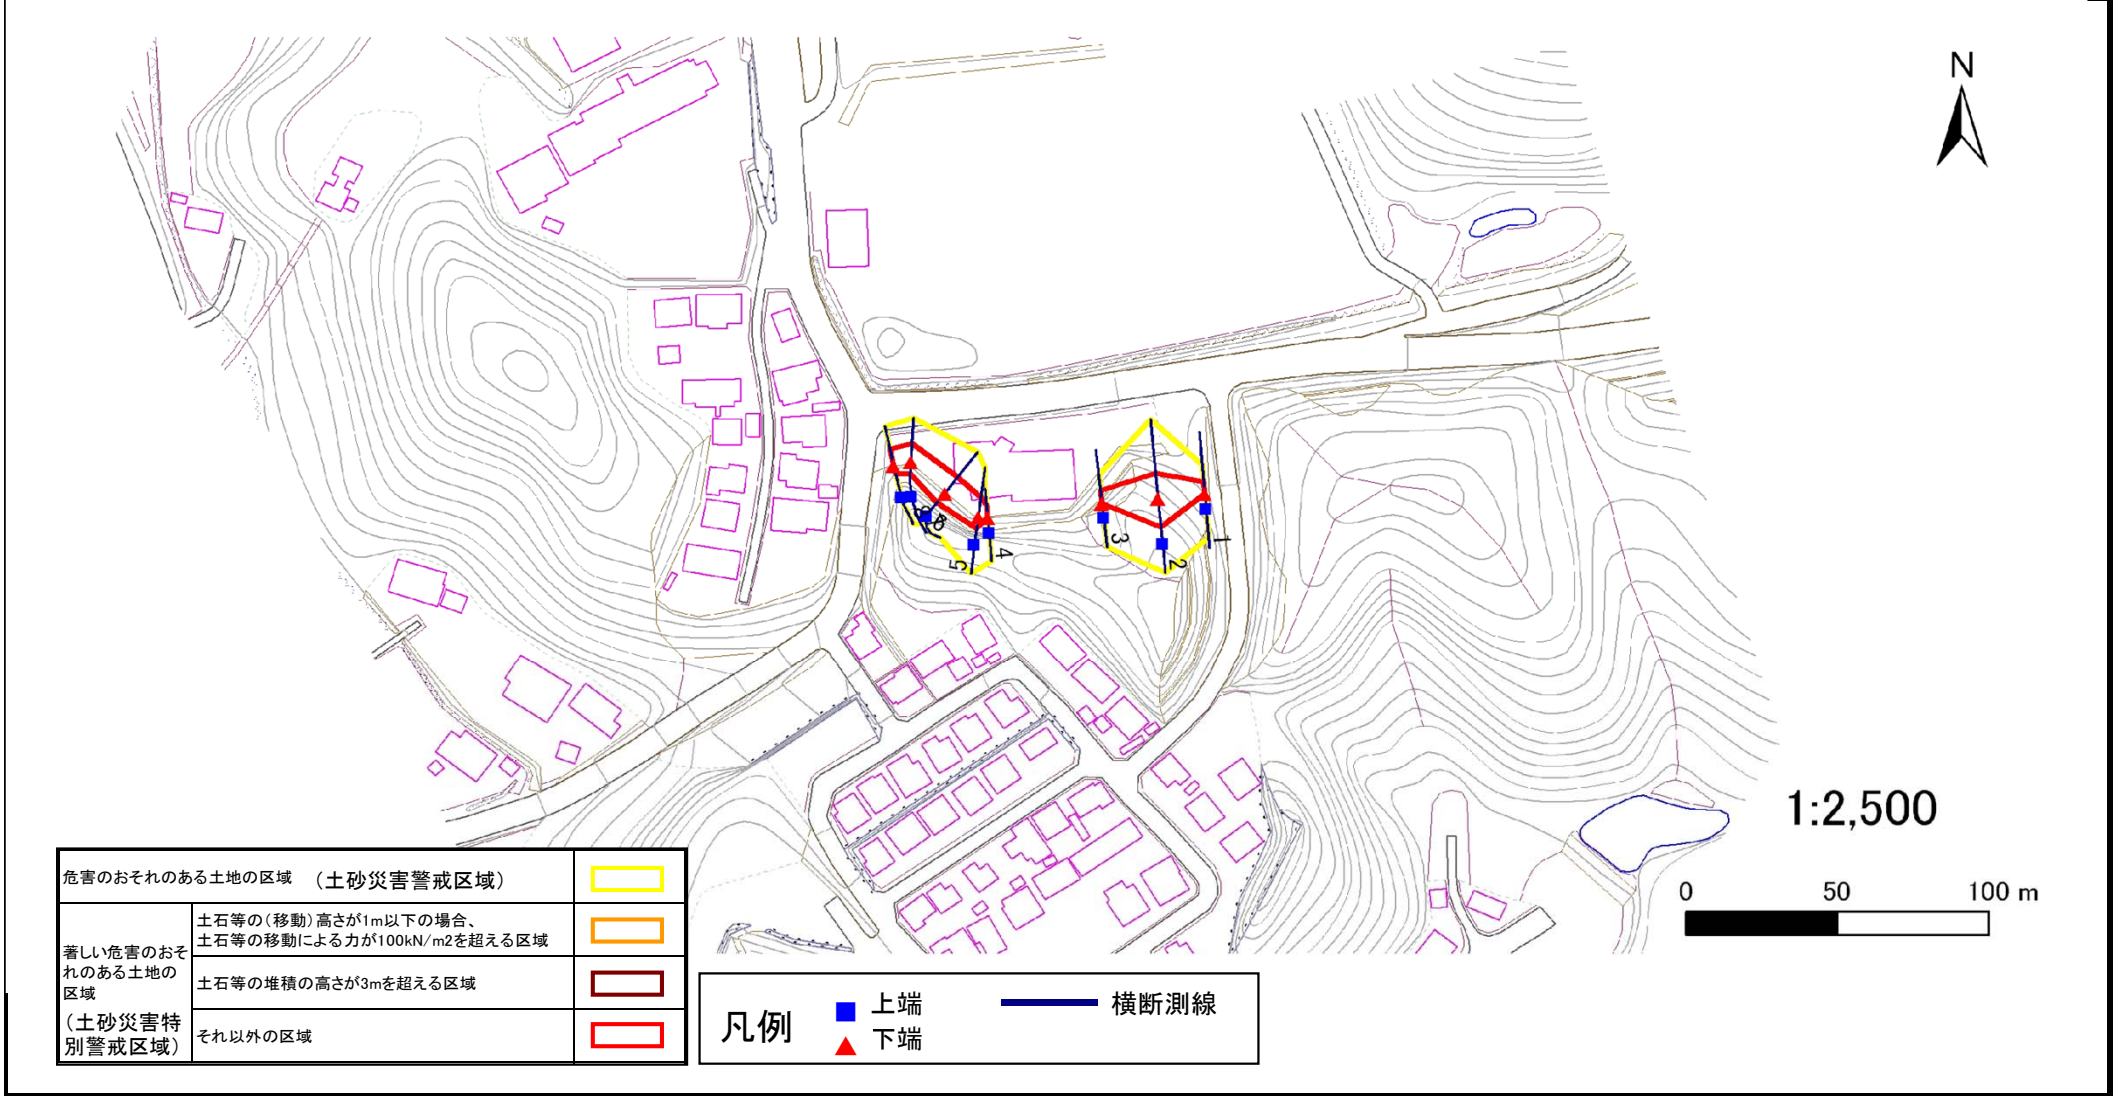 N
3
1
2
4
5
1:2,500
0 50 100 m
危害のおそれのある土地の区域 （土砂災害警戒区域）
著しい危害のおそ
れのある土地の
区域
（土砂災害特
別警戒区域）
土石等の（移動）高さが1m以下の場合、
土石等の移動による力が100kN/m2を超える区域
土石等の堆積の高さが3mを超える区域
それ以外の区域
凡例
上端
下端
横断測線